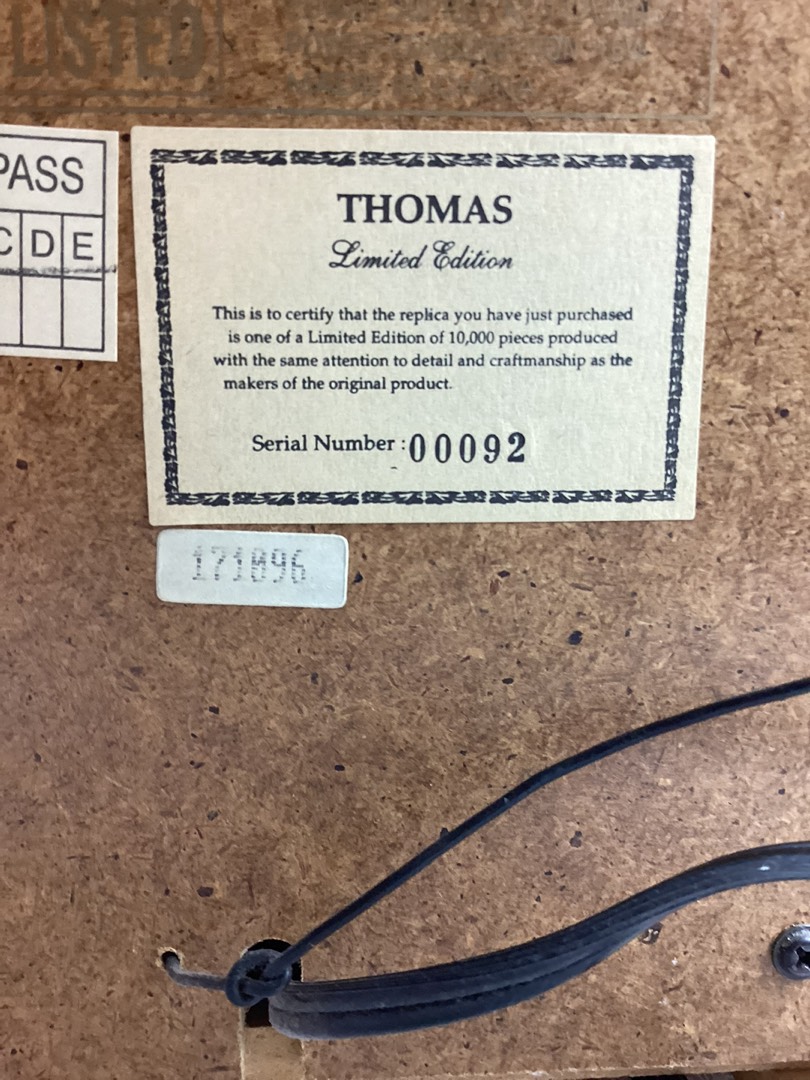 LISTED
PASS
C D E
THOMAS
Limited Edition
This is to certify that the replica you have just purchased
is one of a Limited Edition of 10,000 pieces produced
with the same attention to detail and craftmanship as the
makers of the original product.
Serial Number : 00092
171096